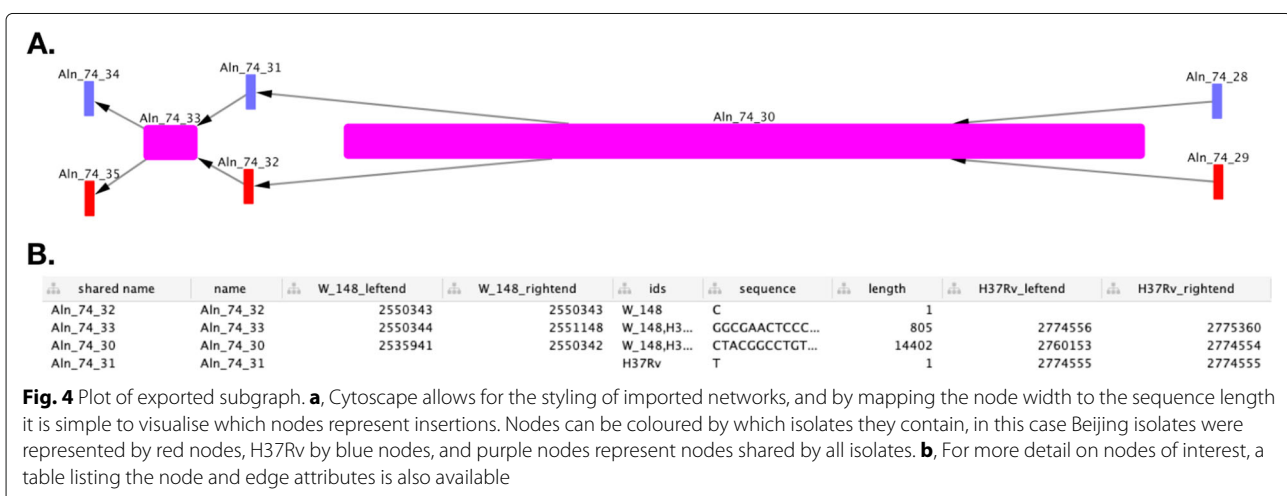 A.
Aln_74_34
Aln_74_31
Aln_74_28
Aln_74_33
Aln_74_30
Aln_74_35
Aln_74_32
Aln_74_29
B.
shared name name W_148_leftend W_148_rightend ids sequence length H37Rv_leftend H37Rv_rightend
Aln_74_32 Aln_74_32 2550343 2550343 W_148 C 1
Aln_74_33 Aln_74_33 2550344 2551148 W_148,H3... GGCGAACTCCC... 805 2774556 2775360
Aln_74_30 Aln_74_30 2535941 2550342 W_148,H3... CTACGGCCTGT... 14402 2760153 2774554
Aln_74_31 Aln_74_31 H37Rv T 1 2774555 2774555
Fig. 4 Plot of exported subgraph. a, Cytoscape allows for the styling of imported networks, and by mapping the node width to the sequence length
it is simple to visualise which nodes represent insertions. Nodes can be coloured by which isolates they contain, in this case Beijing isolates were
represented by red nodes, H37Rv by blue nodes, and purple nodes represent nodes shared by all isolates. b, For more detail on nodes of interest, a
table listing the node and edge attributes is also available